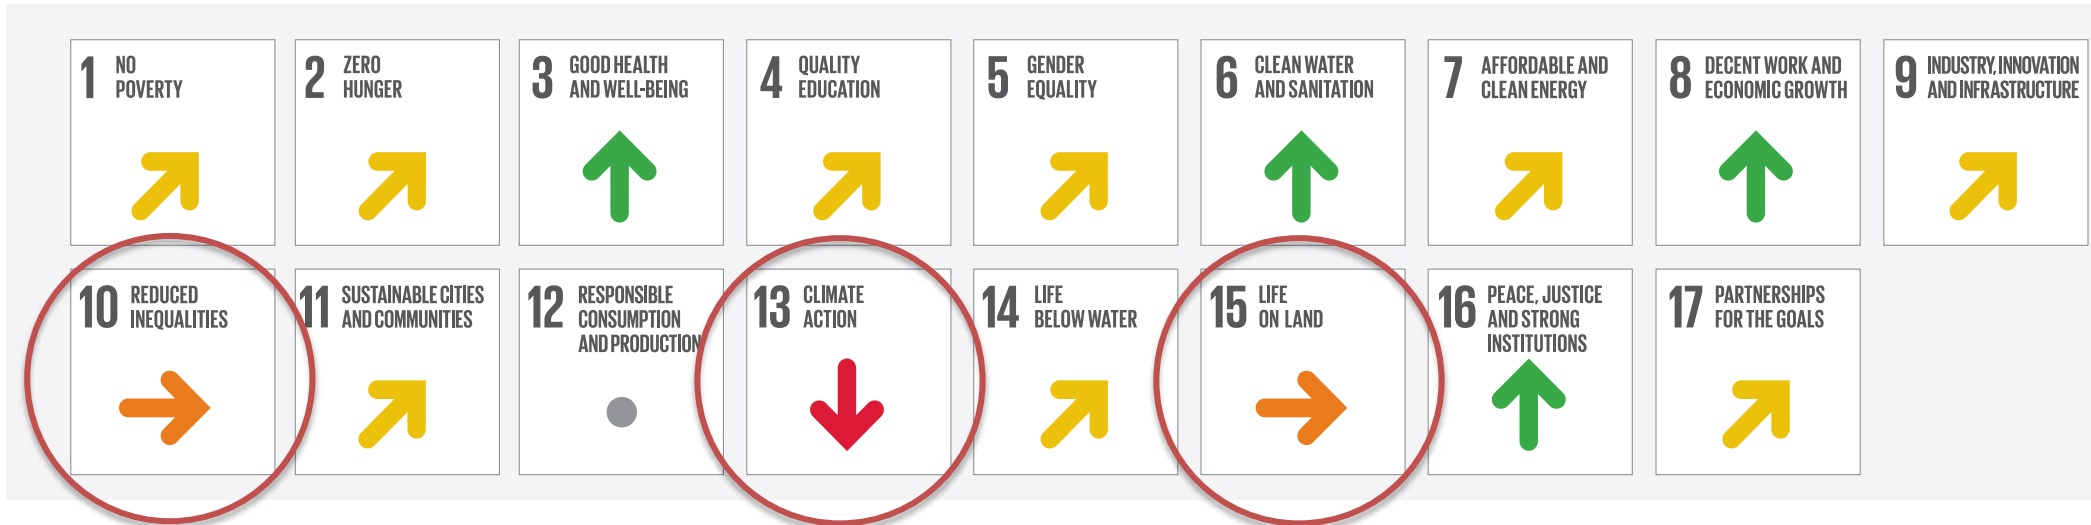 1 NO
POVERTY
2 ZERO
HUNGER
3 GOOD HEALTH
AND WELL-BEING
4 QUALITY
EDUCATION
5 GENDER
EQUALITY
6 CLEAN WATER
AND SANITATION
7 AFFORDABLE AND
CLEAN ENERGY
8 DECENT WORK AND
ECONOMIC GROWTH
9 INDUSTRY, INNOVATION
AND INFRASTRUCTURE
10 REDUCED
INEQUALITIES
11 SUSTAINABLE CITIES
AND COMMUNITIES
12 RESPONSIBLE
CONSUMPTION
AND PRODUCTION
13 CLIMATE
ACTION
14 LIFE
BELOW WATER
15 LIFE
ON LAND
16 PEACE, JUSTICE
AND STRONG
INSTITUTIONS
17 PARTNERSHIPS
FOR THE GOALS